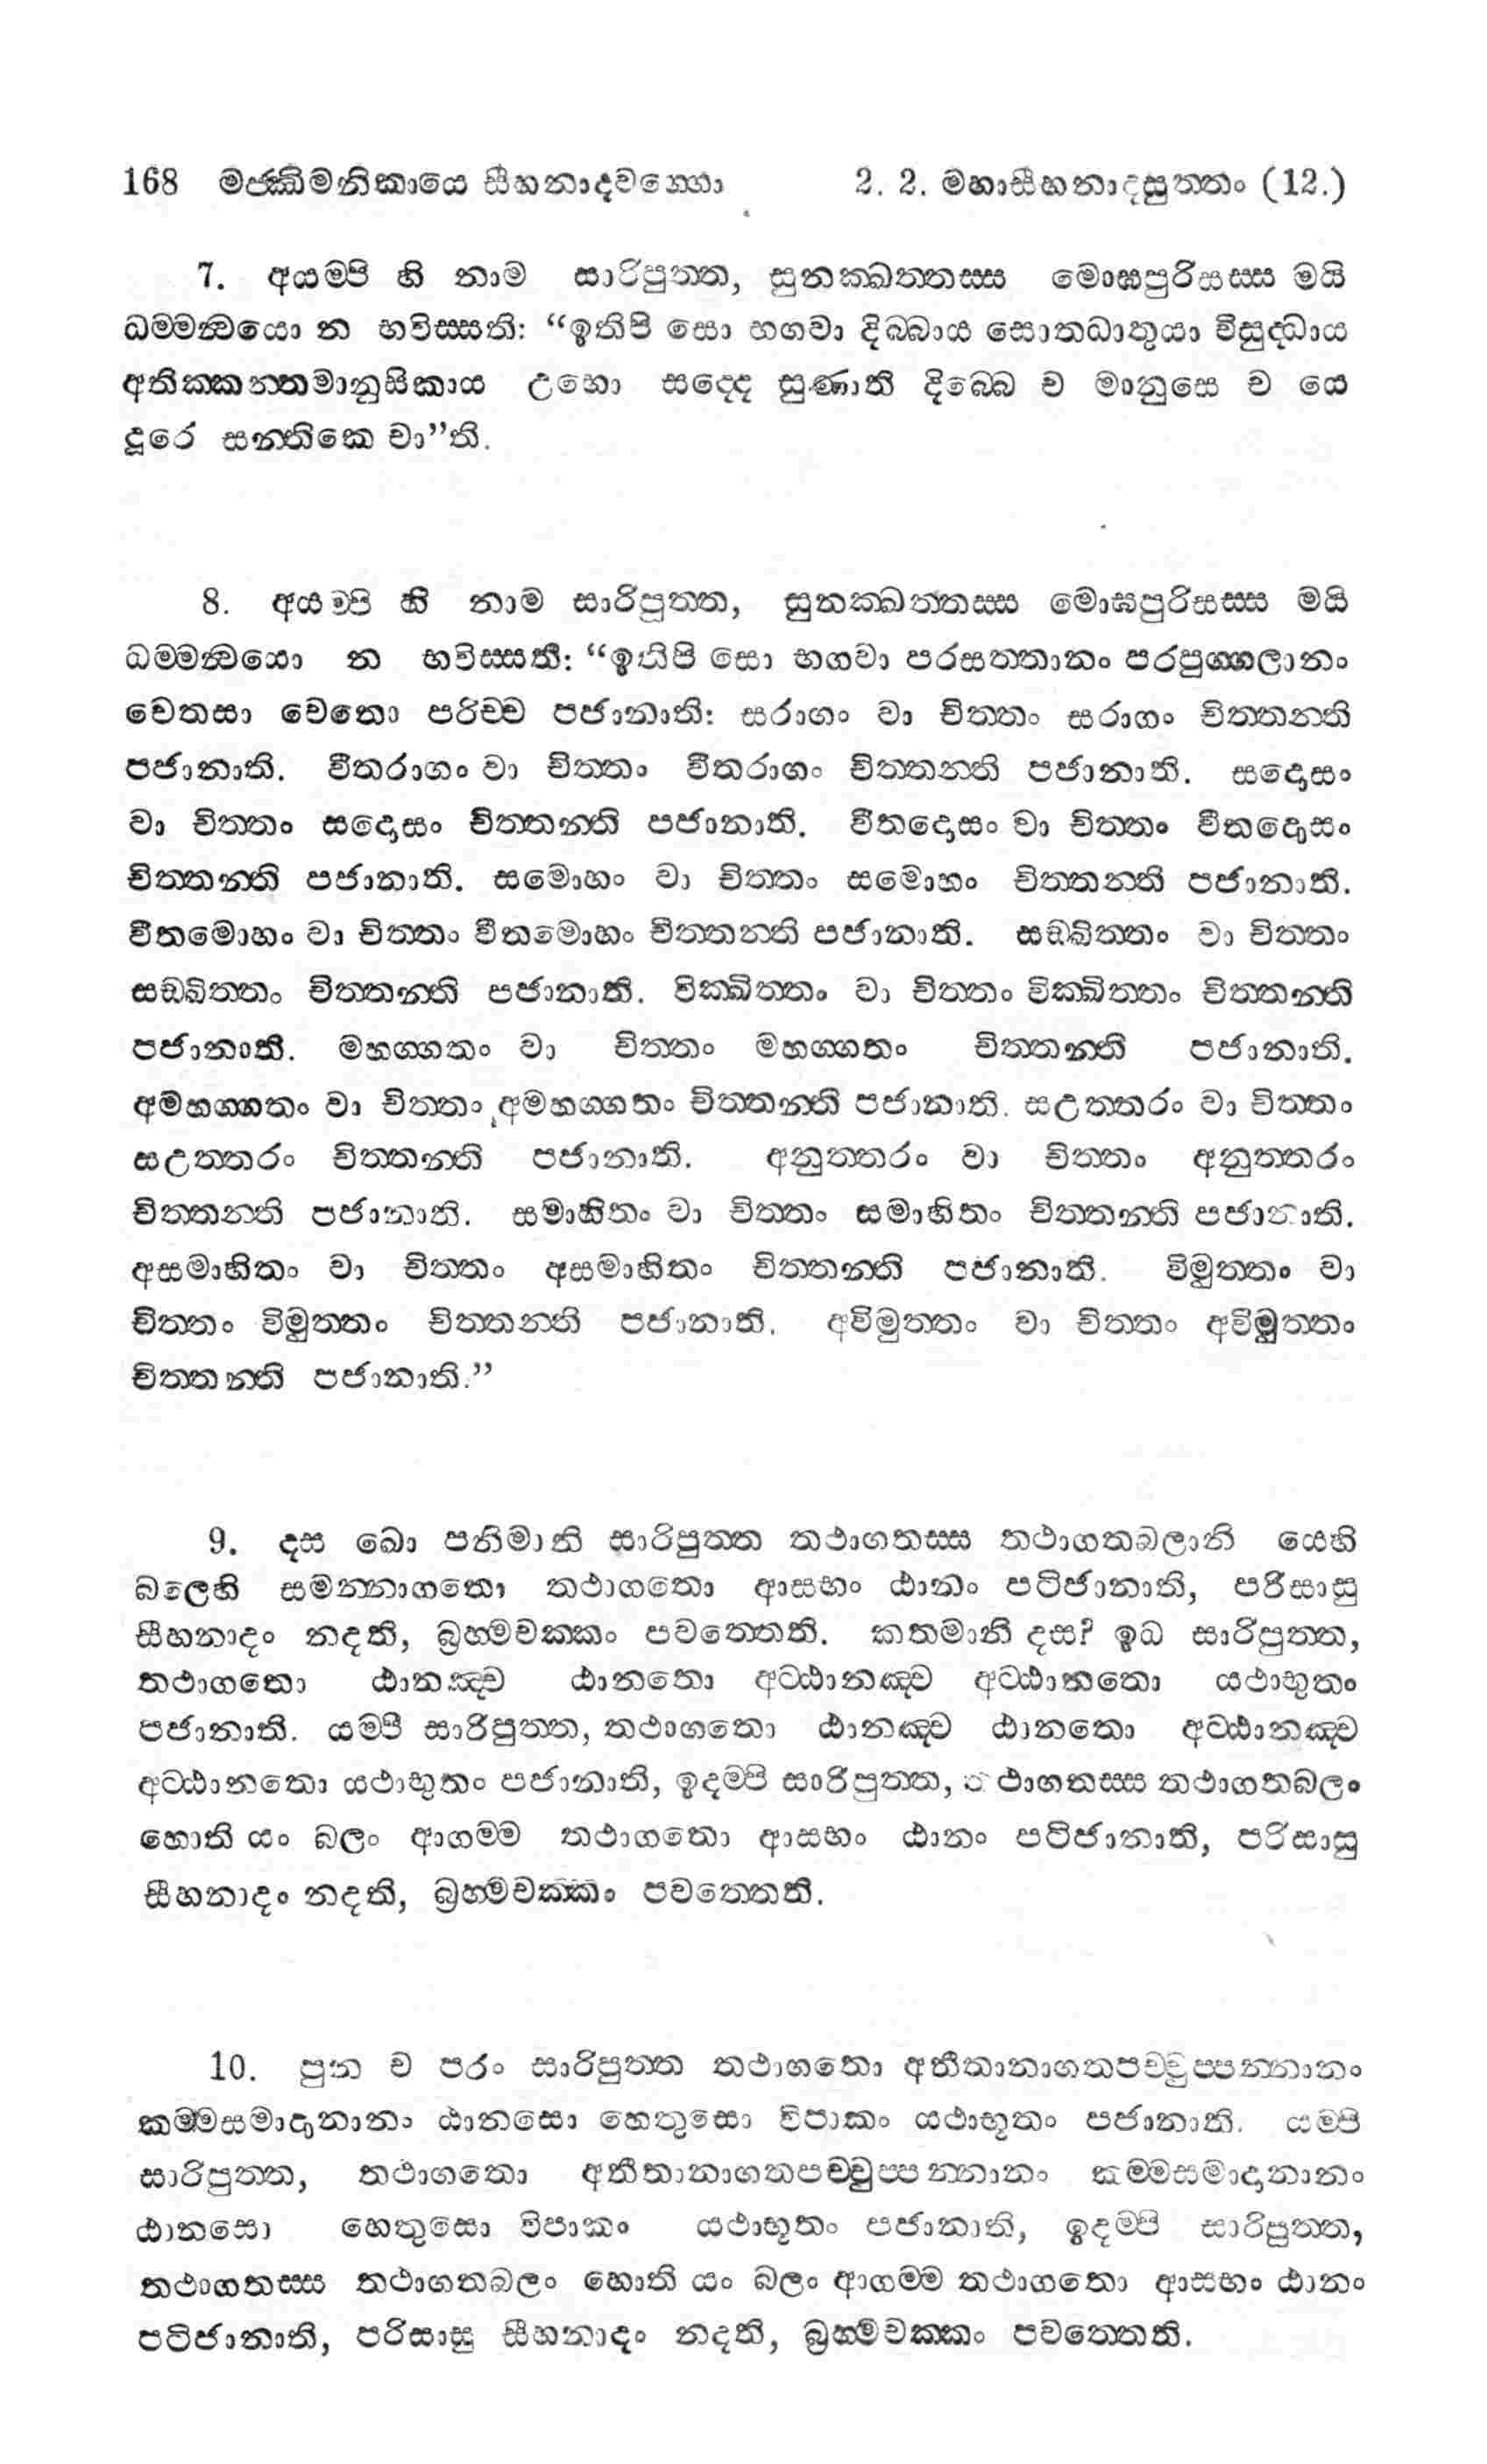 168 මජ්ඣිමනිකායෙ සීහනාදවග්ගො 2. 2. මහාසීහනාදසුත්තං (12.)
7. අයම්පි හි නාම සාරිපුත්ත, සුනක්ඛත්තස්ස මොඝපුරිසස්ස මයි
ධම්මන්වයො න භවිස්සති: “ඉතිපි සො භගවා දිබ්බාය සොතධාතුයා විසුද්ධාය
අතික්කන්තමානුසිකාය උභො සද්දෙ සුණාති දිබ්බෙ ච මානුසෙ ච යෙ
දූරෙ සන්තිකෙ චා”ති.
8. අයම්පි හි නාම සාරිපුත්ත, සුනක්ඛත්තස්ස මොඝපුරිසස්ස මයි
ධම්මන්වයො න භවිස්සති: “ඉතිපි සො භගවා පරසත්තානං පරපුග්ගලානං
චෙතසා චෙතො පරිච්ච පජානාති: සරාගං වා චිත්තං සරාගං චිත්තන්ති
පජානාති. වීතරාගං වා චිත්තං වීතරාගං චිත්තන්ති පජානාති. සදොසං
වා චිත්තං සදොසං චිත්තන්ති පජානාති. වීතදොසං වා චිත්තං වීතදොසං
චිත්තන්ති පජානාති. සමොහං වා චිත්තං සමොහං චිත්තන්ති පජානාති.
වීතමොහං වා චිත්තං වීතමොහං චිත්තන්ති පජානාති. සඞ්ඛිත්තං වා චිත්තං
සඞ්ඛිත්තං චිත්තන්ති පජානාති. වික්ඛිත්තං වා චිත්තං වික්ඛිත්තං චිත්තන්ති
පජානාති. මහග්ගතං වා චිත්තං මහග්ගතං චිත්තන්ති පජානාති.
අමහග්ගතං වා චිත්තං අමහග්ගතං චිත්තන්ති පජානාති. සඋත්තරං වා චිත්තං
සඋත්තරං චිත්තන්ති පජානාති. අනුත්තරං වා චිත්තං අනුත්තරං
චිත්තන්ති පජානාති. සමාහිතං වා චිත්තං සමාහිතං චිත්තන්ති පජානාති.
අසමාහිතං වා චිත්තං අසමාහිතං චිත්තන්ති පජානාති. විමුත්තං වා
චිත්තං විමුත්තං චිත්තන්ති පජානාති. අවිමුත්තං වා චිත්තං අවිමුත්තං
චිත්තන්ති පජානාති.”
9. දස ඛො පනිමානි සාරිපුත්ත තථාගතස්ස තථාගතබලානි යෙහි
බලෙහි සමන්නාගතො තථාගතො ආසභං ඨානං පටිජානාති, පරිසාසු
සීහනාදං නදති, බ්‍රහ්මචක්කං පවත්තෙති. කතමානි දස? ඉධ සාරිපුත්ත,
තථාගතො ඨානඤ්ච ඨානතො අට්ඨානඤ්ච අට්ඨානතො යථාභුතං
පජානාති. යම්පි සාරිපුත්ත, තථාගතො ඨානඤ්ච ඨානතො අට්ඨානඤ්ච
අට්ඨානතො යථාභුතං පජානාති, ඉදම්පි සාරිපුත්ත, තථාගතස්ස තථාගතබලං
හොති යං බලං ආගම්ම තථාගතො ආසභං ඨානං පටිජානාති, පරිසාසු
සීහනාදං නදති, බ්‍රහ්මචක්කං පවත්තෙති.
10. පුන ච පරං සාරිපුත්ත තථාගතො අතීතානාගතපච්චුප්පන්නානං
කම්මසමාදානානං ඨානසො හෙතුසො විපාකං යථාභූතං පජානාති. යම්පි
සාරිපුත්ත, තථාගතො අතීතානාගතපච්චුප්පන්නානං කම්මසමාදානානං
ඨානසො හෙතුසො විපාකං යථාභූතං පජානාති, ඉදම්පි සාරිපුත්ත,
තථාගතස්ස තථාගතබලං හොති යං බලං ආගම්ම තථාගතො ආසභං ඨානං
පටිජානාති, පරිසාසු සීහනාදං නදති, බ්‍රහ්මචක්කං පවත්තෙති.